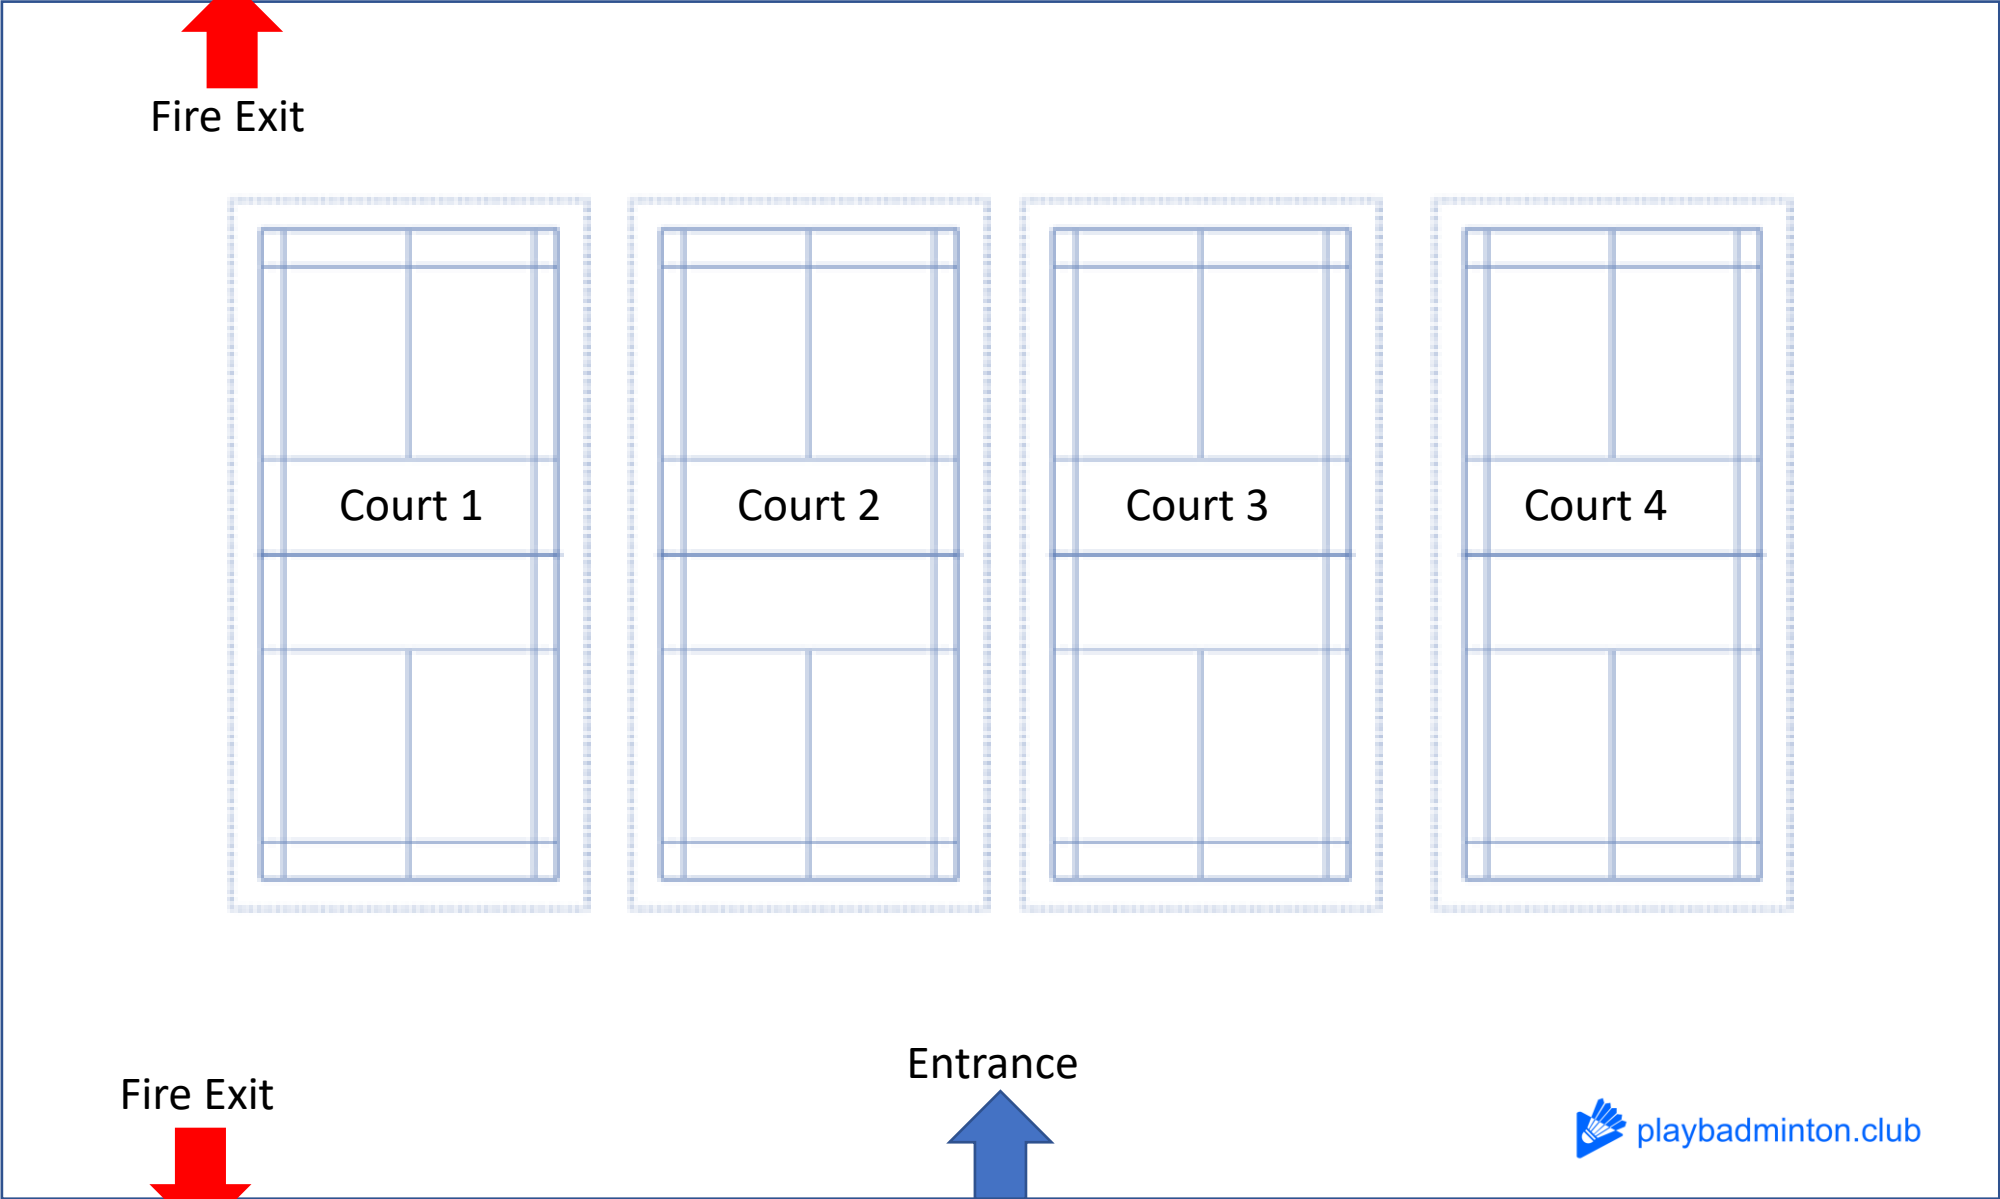 Fire Exit
Court 1
Court 2
Court 3
Court 4
Entrance
Fire Exit
playbadminton.club